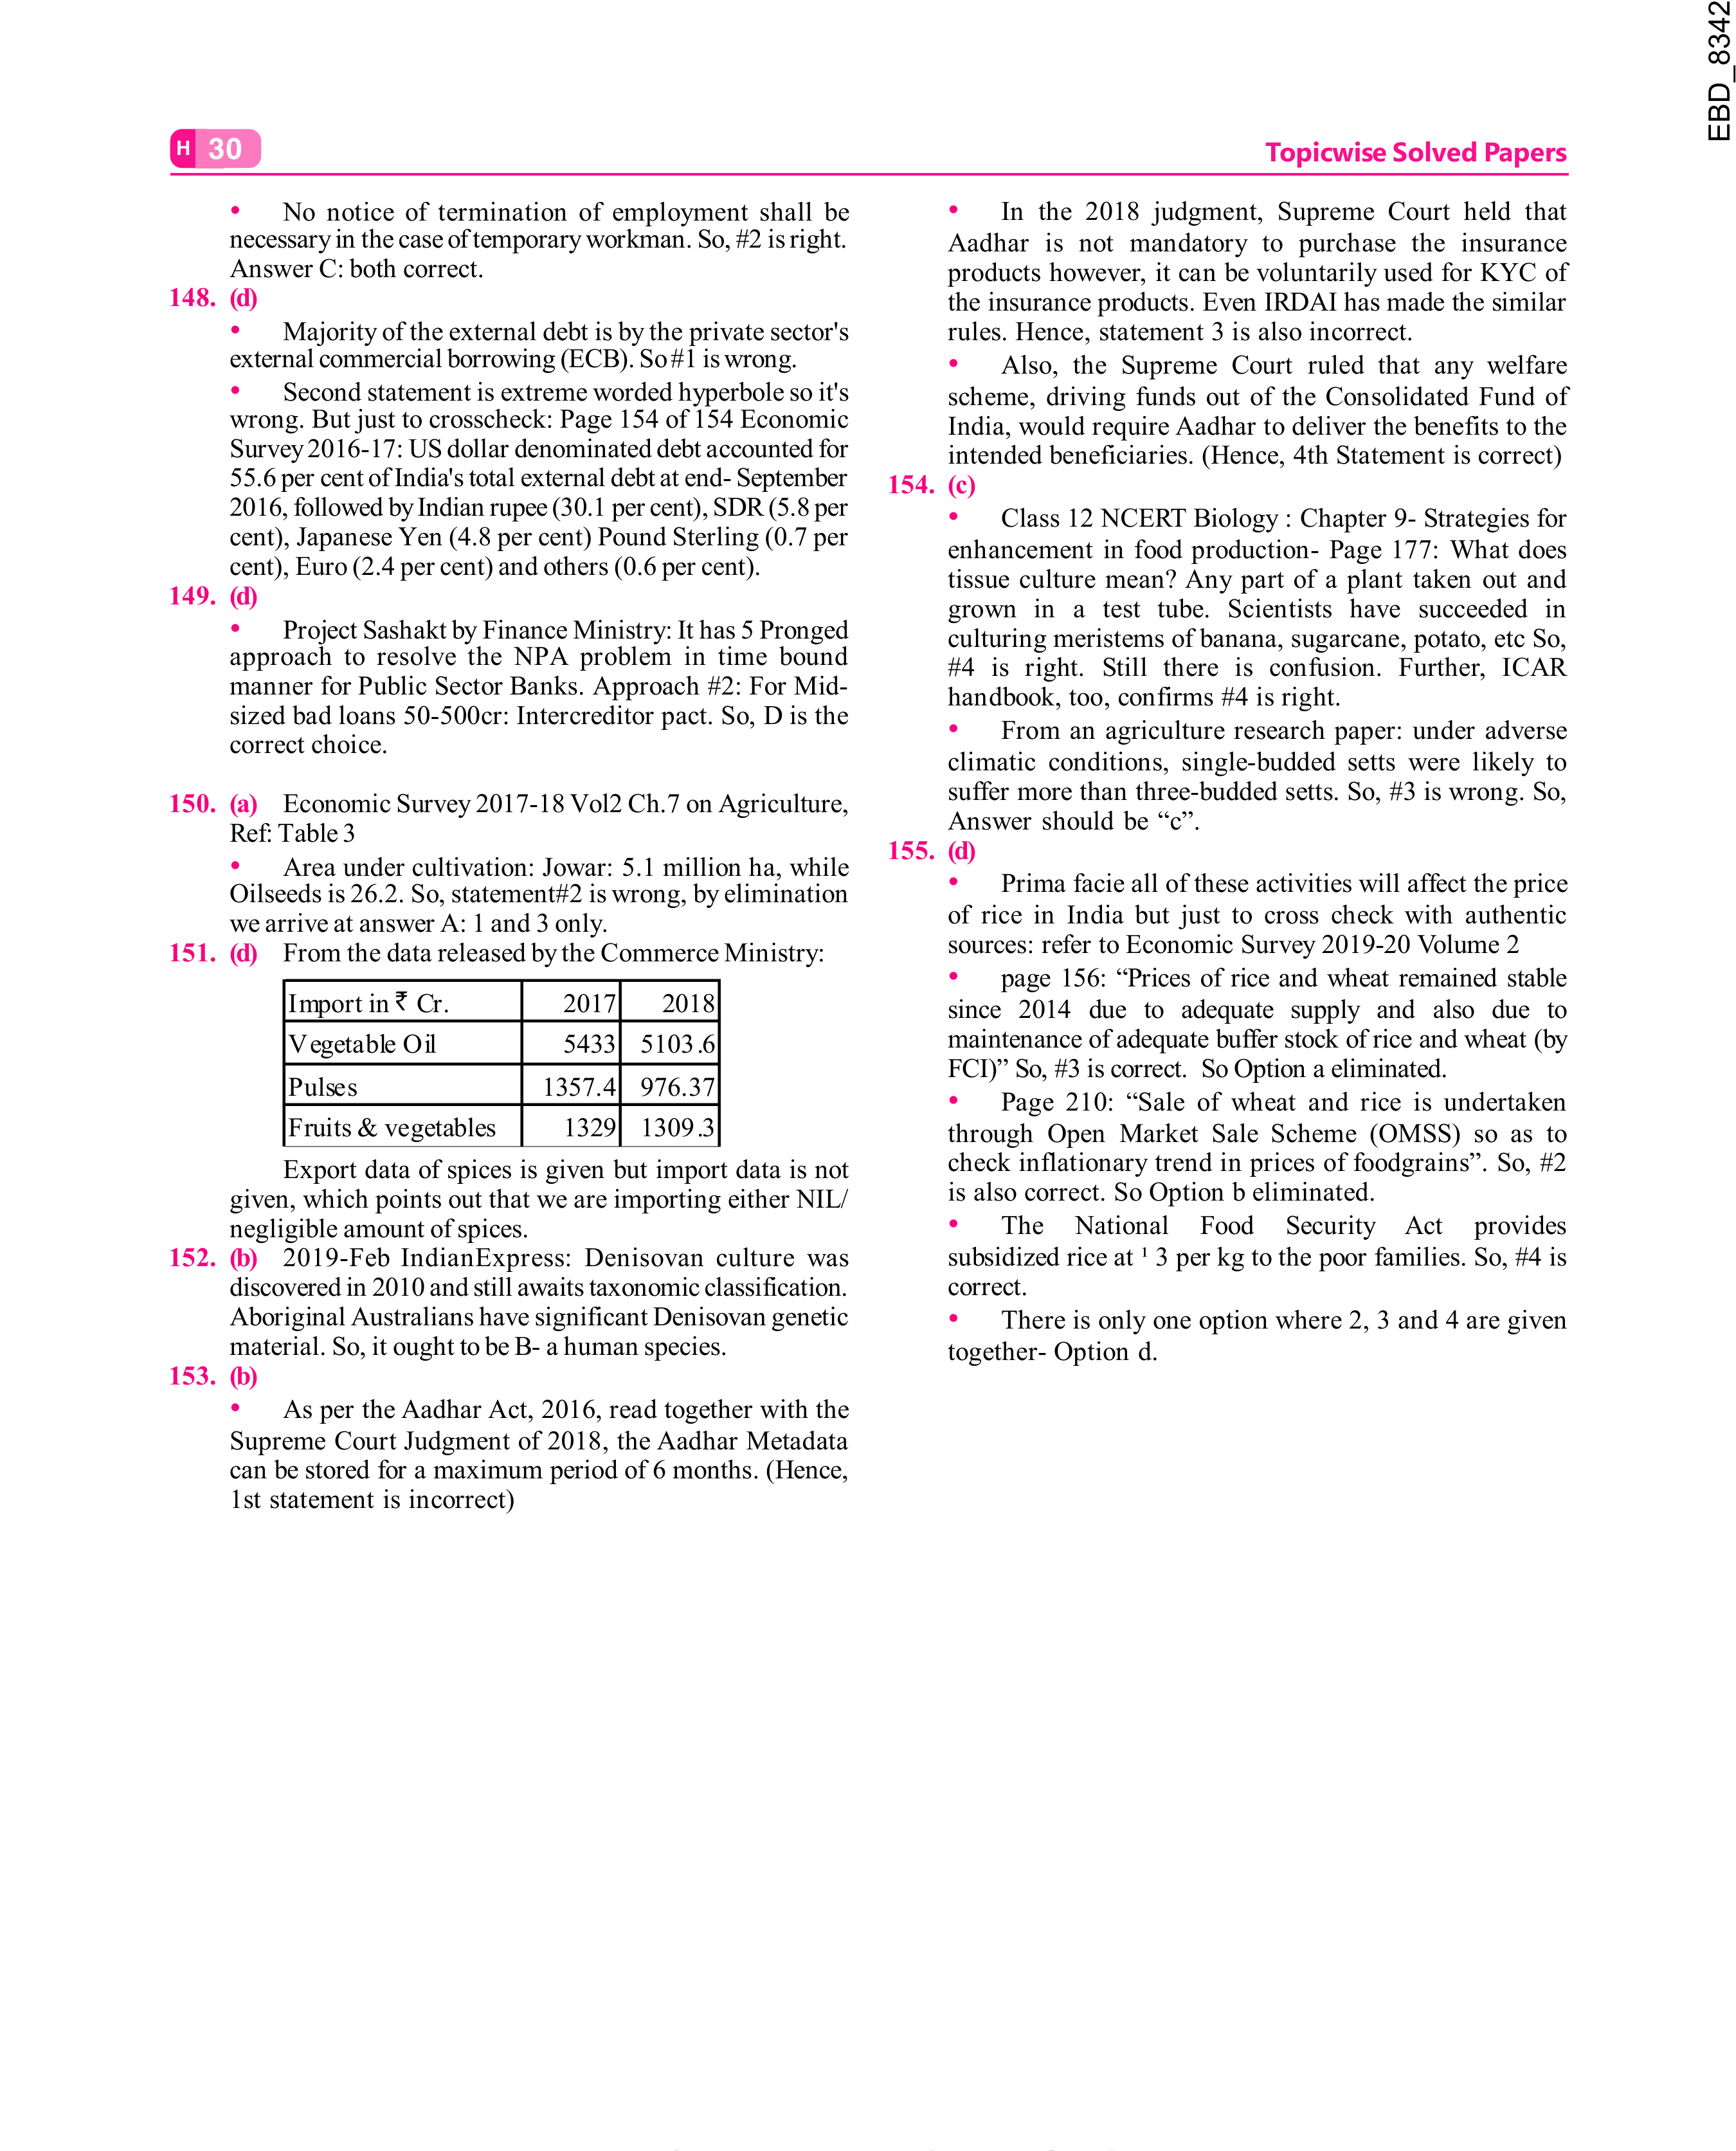 EBD_8342
H 30
Topicwise Solved Papers
• No notice of termination of employment shall be
necessary in the case of temporary workman. So, #2 is right.
Answer C: both correct.
148. (d)
• Majority of the external debt is by the private sector's
external commercial borrowing (ECB). So #1 is wrong.
• Second statement is extreme worded hyperbole so it's
wrong. But just to crosscheck: Page 154 of 154 Economic
Survey 2016-17: US dollar denominated debt accounted for
55.6 per cent of India's total external debt at end- September
2016, followed by Indian rupee (30.1 per cent), SDR (5.8 per
cent), Japanese Yen (4.8 per cent) Pound Sterling (0.7 per
cent), Euro (2.4 per cent) and others (0.6 per cent).
149. (d)
• Project Sashakt by Finance Ministry: It has 5 Pronged
approach to resolve the NPA problem in time bound
manner for Public Sector Banks. Approach #2: For Mid-
sized bad loans 50-500cr: Intercreditor pact. So, D is the
correct choice.
150. (a) Economic Survey 2017-18 Vol2 Ch.7 on Agriculture,
Ref: Table 3
• Area under cultivation: Jowar: 5.1 million ha, while
Oilseeds is 26.2. So, statement#2 is wrong, by elimination
we arrive at answer A: 1 and 3 only.
151. (d) From the data released by the Commerce Ministry:
Import in ₹ Cr. 2017 2018
Vegetable Oil 5433 5103.6
Pulses 1357.4 976.37
Fruits & vegetables 1329 1309.3
Export data of spices is given but import data is not
given, which points out that we are importing either NIL/
negligible amount of spices.
152. (b) 2019-Feb IndianExpress: Denisovan culture was
discovered in 2010 and still awaits taxonomic classification.
Aboriginal Australians have significant Denisovan genetic
material. So, it ought to be B- a human species.
153. (b)
• As per the Aadhar Act, 2016, read together with the
Supreme Court Judgment of 2018, the Aadhar Metadata
can be stored for a maximum period of 6 months. (Hence,
1st statement is incorrect)
• In the 2018 judgment, Supreme Court held that
Aadhar is not mandatory to purchase the insurance
products however, it can be voluntarily used for KYC of
the insurance products. Even IRDAI has made the similar
rules. Hence, statement 3 is also incorrect.
• Also, the Supreme Court ruled that any welfare
scheme, driving funds out of the Consolidated Fund of
India, would require Aadhar to deliver the benefits to the
intended beneficiaries. (Hence, 4th Statement is correct)
154. (c)
• Class 12 NCERT Biology : Chapter 9- Strategies for
enhancement in food production- Page 177: What does
tissue culture mean? Any part of a plant taken out and
grown in a test tube. Scientists have succeeded in
culturing meristems of banana, sugarcane, potato, etc So,
#4 is right. Still there is confusion. Further, ICAR
handbook, too, confirms #4 is right.
• From an agriculture research paper: under adverse
climatic conditions, single-budded setts were likely to
suffer more than three-budded setts. So, #3 is wrong. So,
Answer should be “c”.
155. (d)
• Prima facie all of these activities will affect the price
of rice in India but just to cross check with authentic
sources: refer to Economic Survey 2019-20 Volume 2
• page 156: “Prices of rice and wheat remained stable
since 2014 due to adequate supply and also due to
maintenance of adequate buffer stock of rice and wheat (by
FCI)” So, #3 is correct. So Option a eliminated.
• Page 210: “Sale of wheat and rice is undertaken
through Open Market Sale Scheme (OMSS) so as to
check inflationary trend in prices of foodgrains”. So, #2
is also correct. So Option b eliminated.
• The National Food Security Act provides
subsidized rice at ¹ 3 per kg to the poor families. So, #4 is
correct.
• There is only one option where 2, 3 and 4 are given
together- Option d.